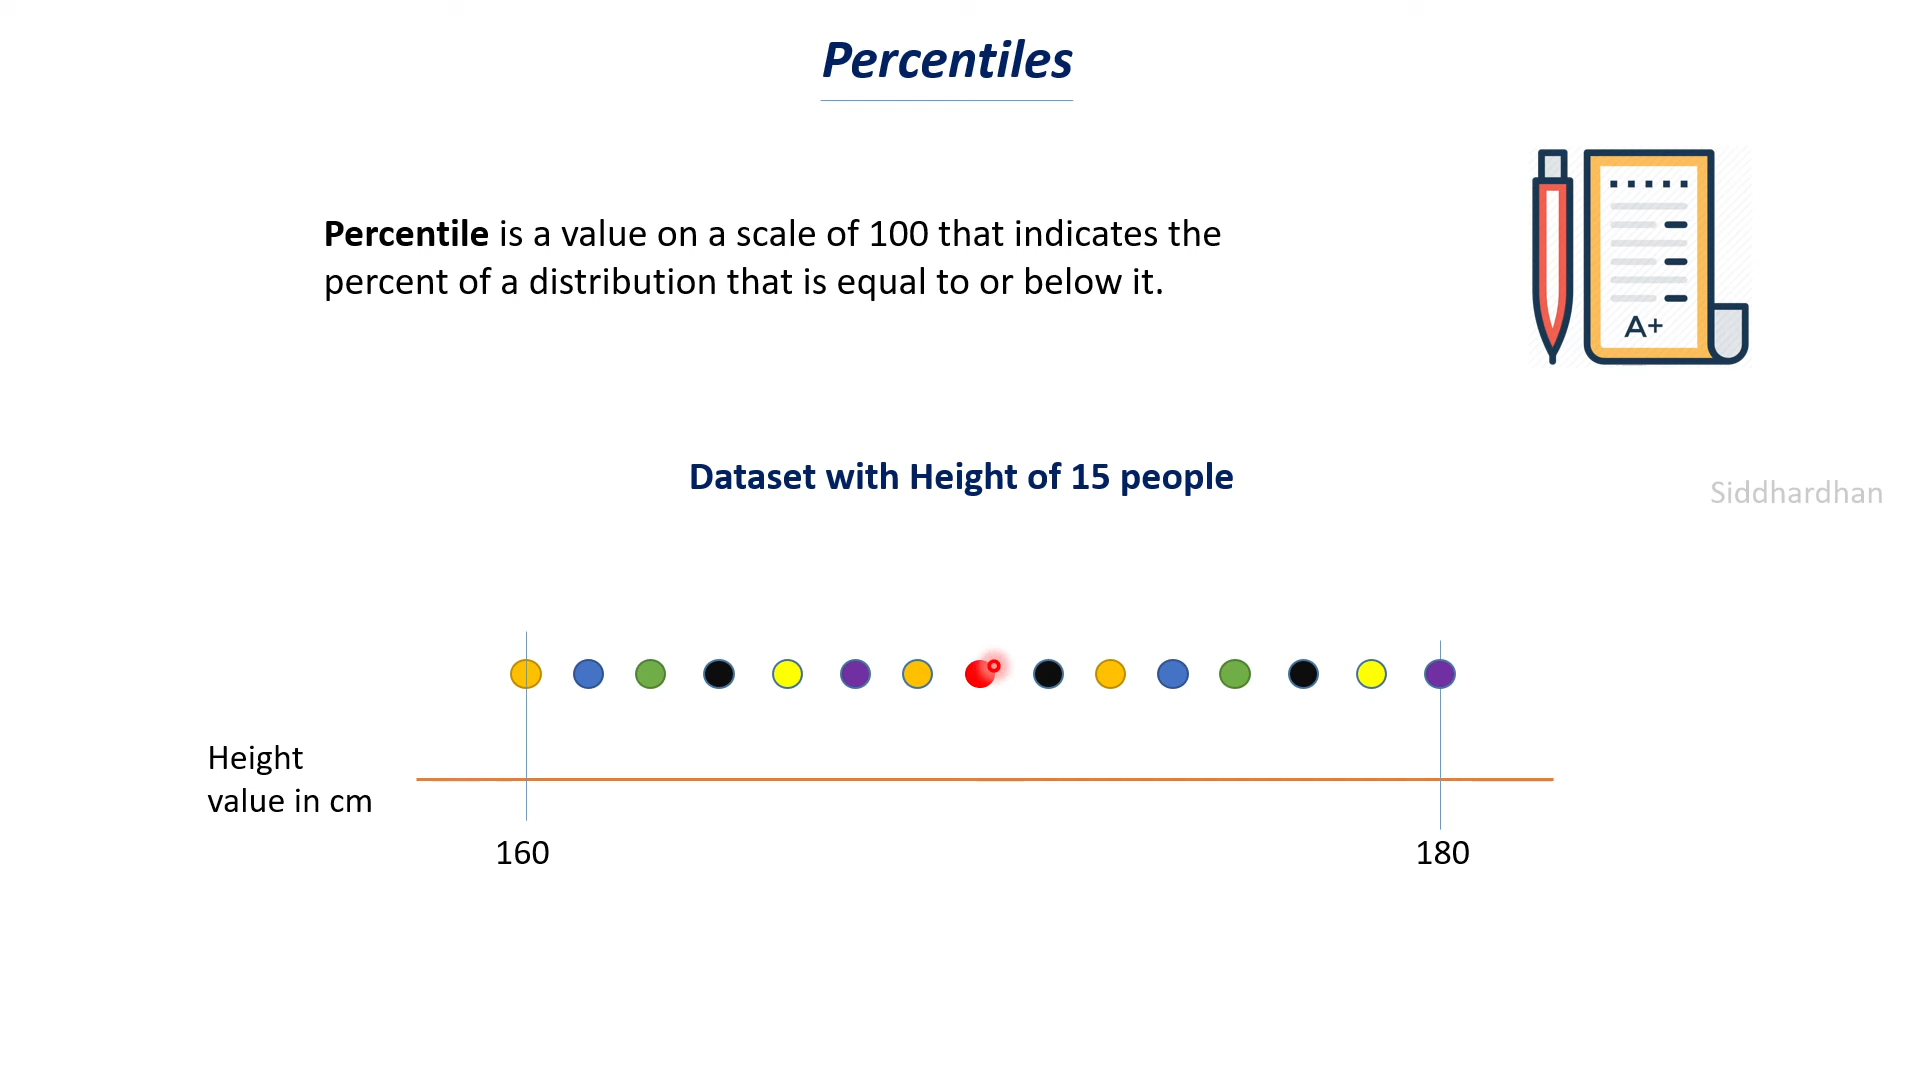 Percentiles
Percentile is a value on a scale of 100 that indicates the
percent of a distribution that is equal to or below it.
A+
Dataset with Height of 15 people
Siddhardhan
Height
value in cm
160
180